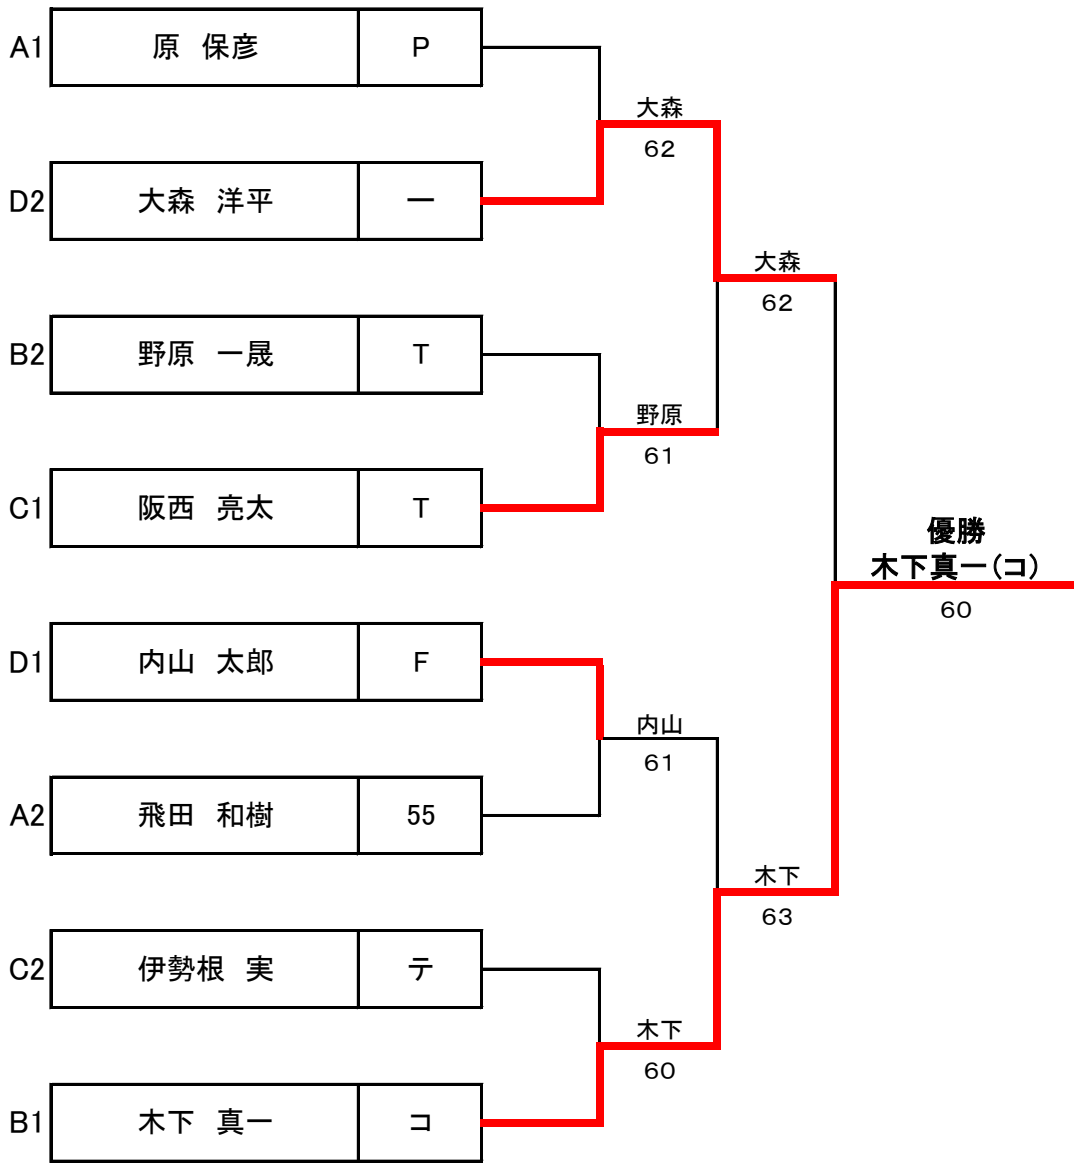 A1 原 保彦 P
大森
62
D2 大森 洋平 ー
大森
62
B2 野原 一晟 T
野原
61
C1 阪西 亮太 T
優勝
木下真一(コ)
60
D1 内山 太郎 F
内山
61
A2 飛田 和樹 55
木下
63
C2 伊勢根 実 テ
木下
60
B1 木下 真一 コ